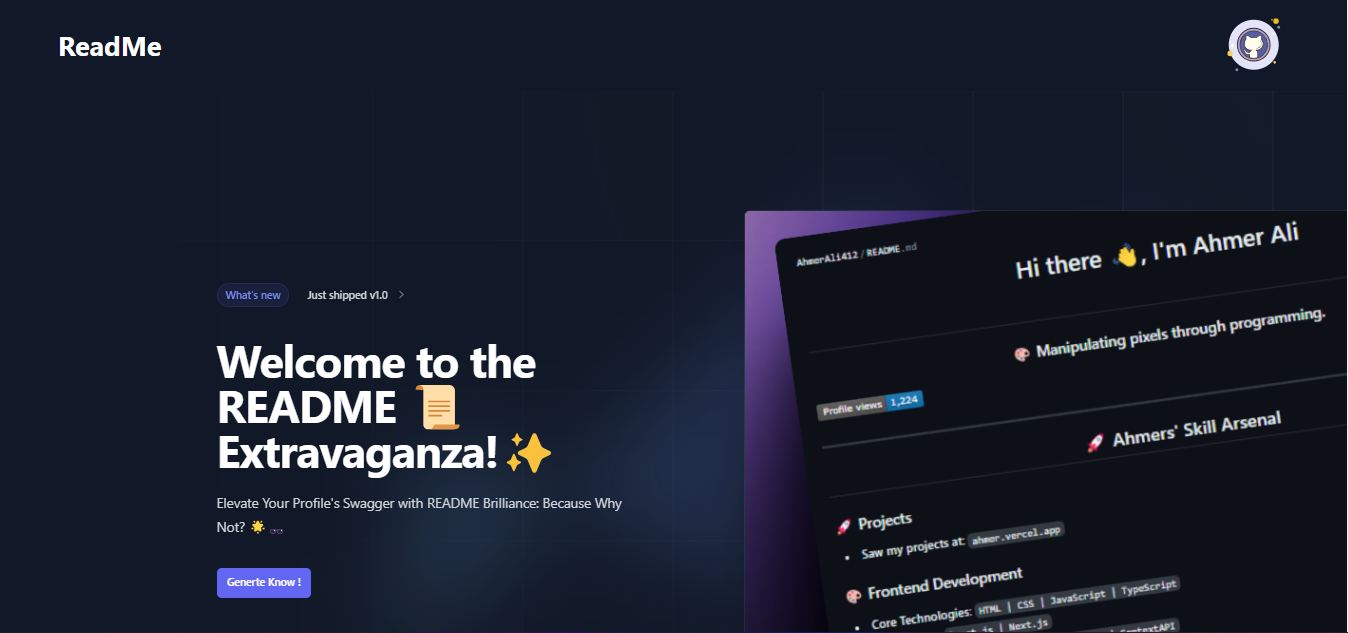 ReadMe
What's new
Just shipped v1.0
Welcome to the
README 📜
Extravaganza! ✨
Elevate Your Profile's Swagger with README Brilliance: Because Why
Not? 🌟 👓
Generte Know !
AhmerAli412 / README.md
Hi there 👋, I'm Ahmer Ali
🎨 Manipulating pixels through programming.
Profile views 1,224
🚀 Ahmers' Skill Arsenal
🚀 Projects
• Saw my projects at: ahmer.vercel.app
🎨 Frontend Development
• Core Technologies: HTML | CSS | JavaScript | TypeScript
| Next.js
ContextAPI